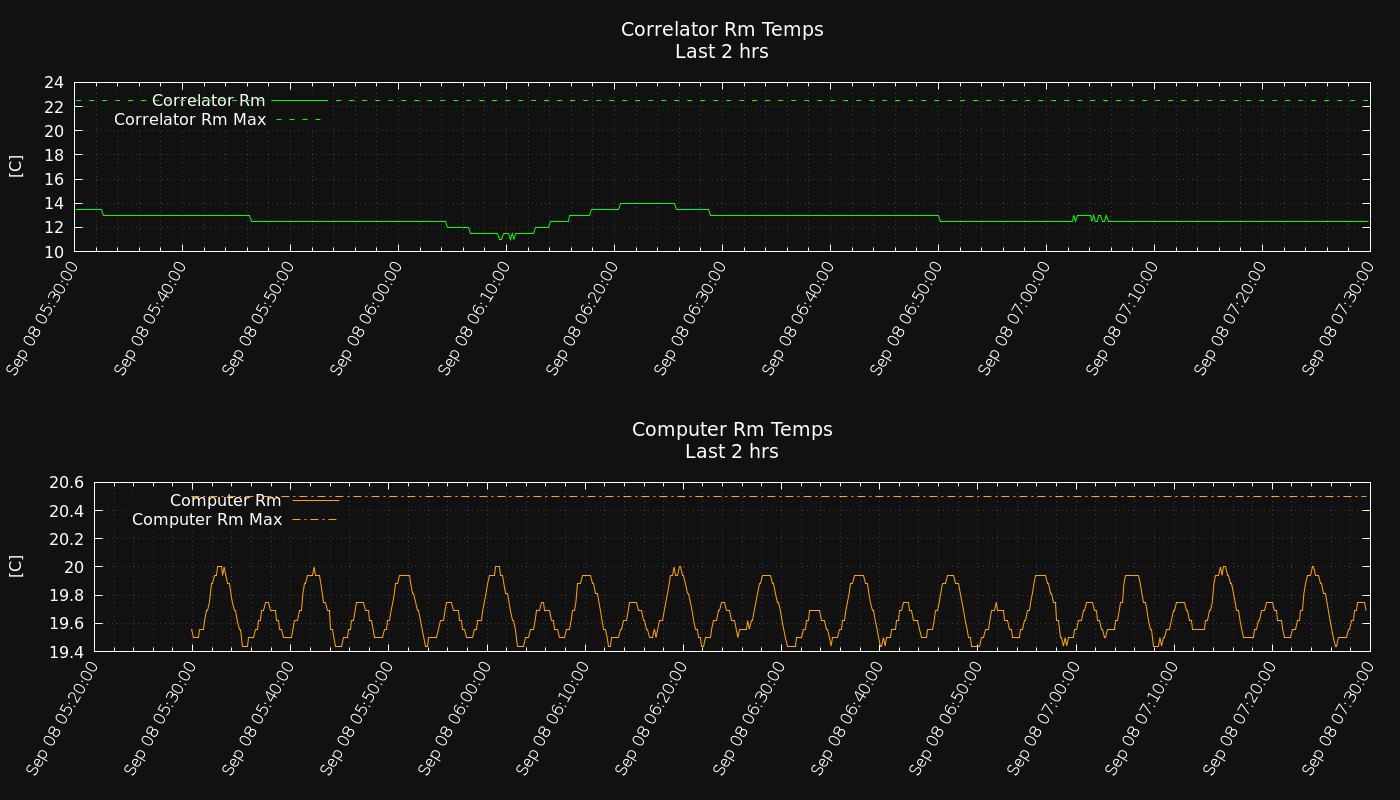 Correlator Rm Temps
Last 2 hrs
24
22
20
18
16
14
12
10
[C]
Correlator Rm
Correlator Rm Max
Sep 08 05:30:00
Sep 08 05:40:00
Sep 08 05:50:00
Sep 08 06:00:00
Sep 08 06:10:00
Sep 08 06:20:00
Sep 08 06:30:00
Sep 08 06:40:00
Sep 08 06:50:00
Sep 08 07:00:00
Sep 08 07:10:00
Sep 08 07:20:00
Sep 08 07:30:00
Computer Rm Temps
Last 2 hrs
20.6
20.4
20.2
20
19.8
19.6
19.4
[C]
Computer Rm
Computer Rm Max
Sep 08 05:20:00
Sep 08 05:30:00
Sep 08 05:40:00
Sep 08 05:50:00
Sep 08 06:00:00
Sep 08 06:10:00
Sep 08 06:20:00
Sep 08 06:30:00
Sep 08 06:40:00
Sep 08 06:50:00
Sep 08 07:00:00
Sep 08 07:10:00
Sep 08 07:20:00
Sep 08 07:30:00